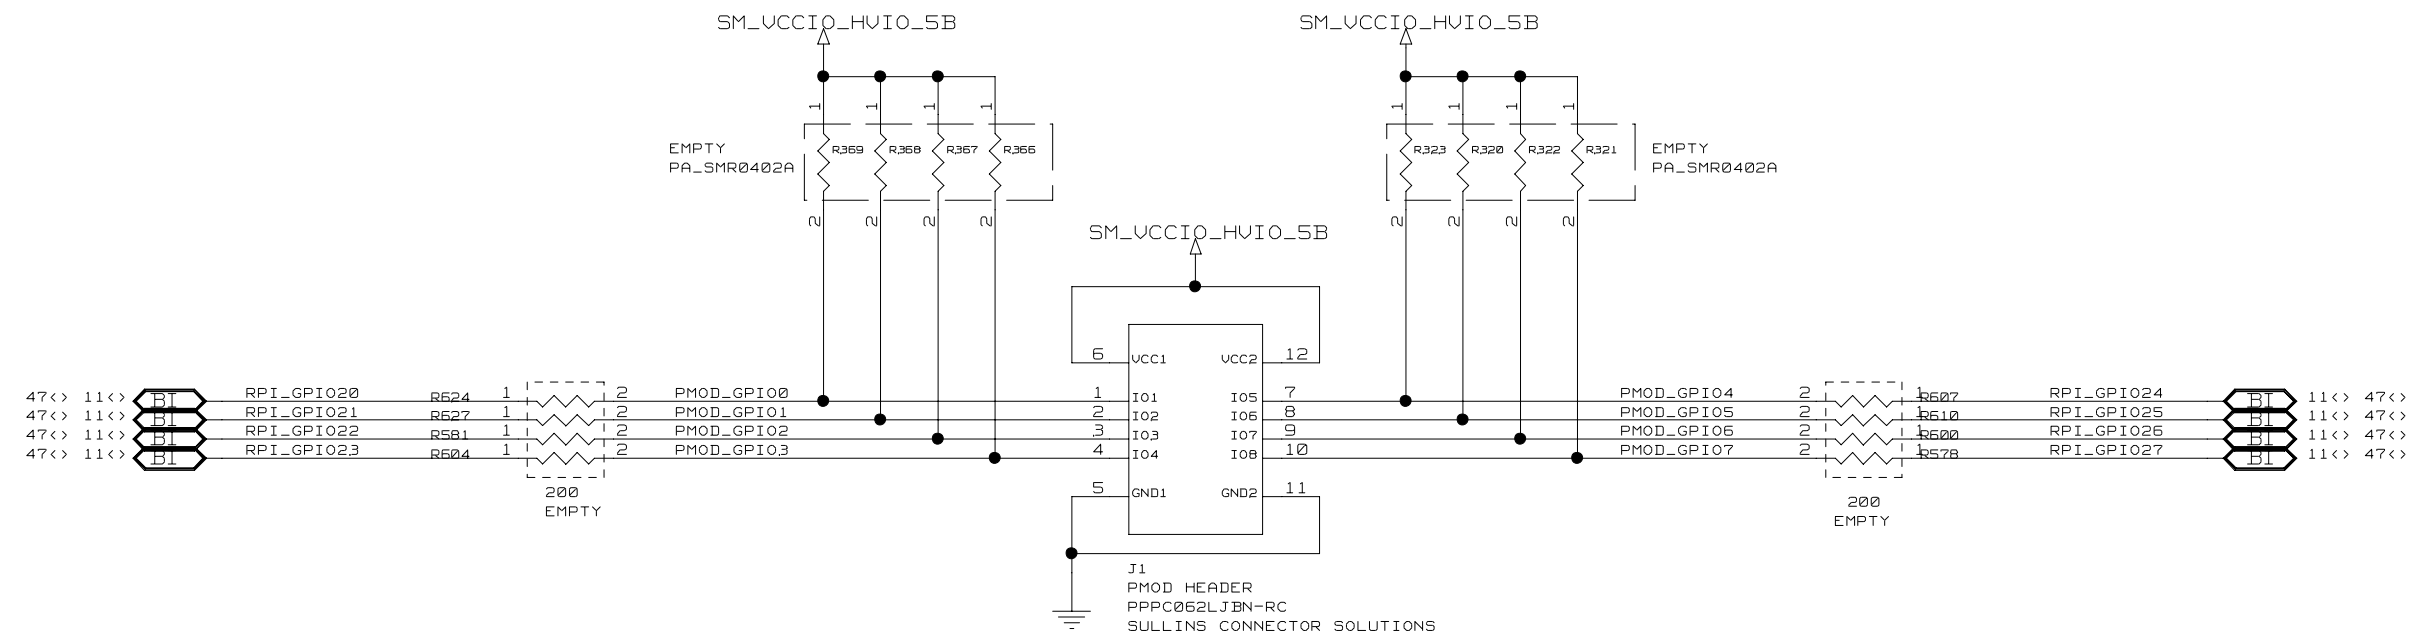 SM_VCCIO_HVIO_5B SM_VCCIO_HVIO_5B
1 1 1 1 1 1 1 1
EMPTY R369 R368 R367 R366 R323 R320 R322 R321 EMPTY
PA_SMR0402A PA_SMR0402A
2 2 2 2 2 2 2 2
SM_VCCIO_HVIO_5B
6 VCC1 VCC2 12
47<> 11<> BI RPI_GPIO20 R624 1 2 PMOD_GPIO0 1 IO1 IO5 7 PMOD_GPIO4 2 1 R607 RPI_GPIO24 BI 11<> 47<>
47<> 11<> BI RPI_GPIO21 R627 1 2 PMOD_GPIO1 2 IO2 IO6 8 PMOD_GPIO5 2 1 R610 RPI_GPIO25 BI 11<> 47<>
47<> 11<> BI RPI_GPIO22 R581 1 2 PMOD_GPIO2 3 IO3 IO7 9 PMOD_GPIO6 2 1 R600 RPI_GPIO26 BI 11<> 47<>
47<> 11<> BI RPI_GPIO23 R604 1 2 PMOD_GPIO3 4 IO4 IO8 10 PMOD_GPIO7 2 1 R578 RPI_GPIO27 BI 11<> 47<>
200 5 GND1 GND2 11 200
EMPTY EMPTY
J1
PMOD HEADER
PPPC062LJBN-RC
SULLINS CONNECTOR SOLUTIONS